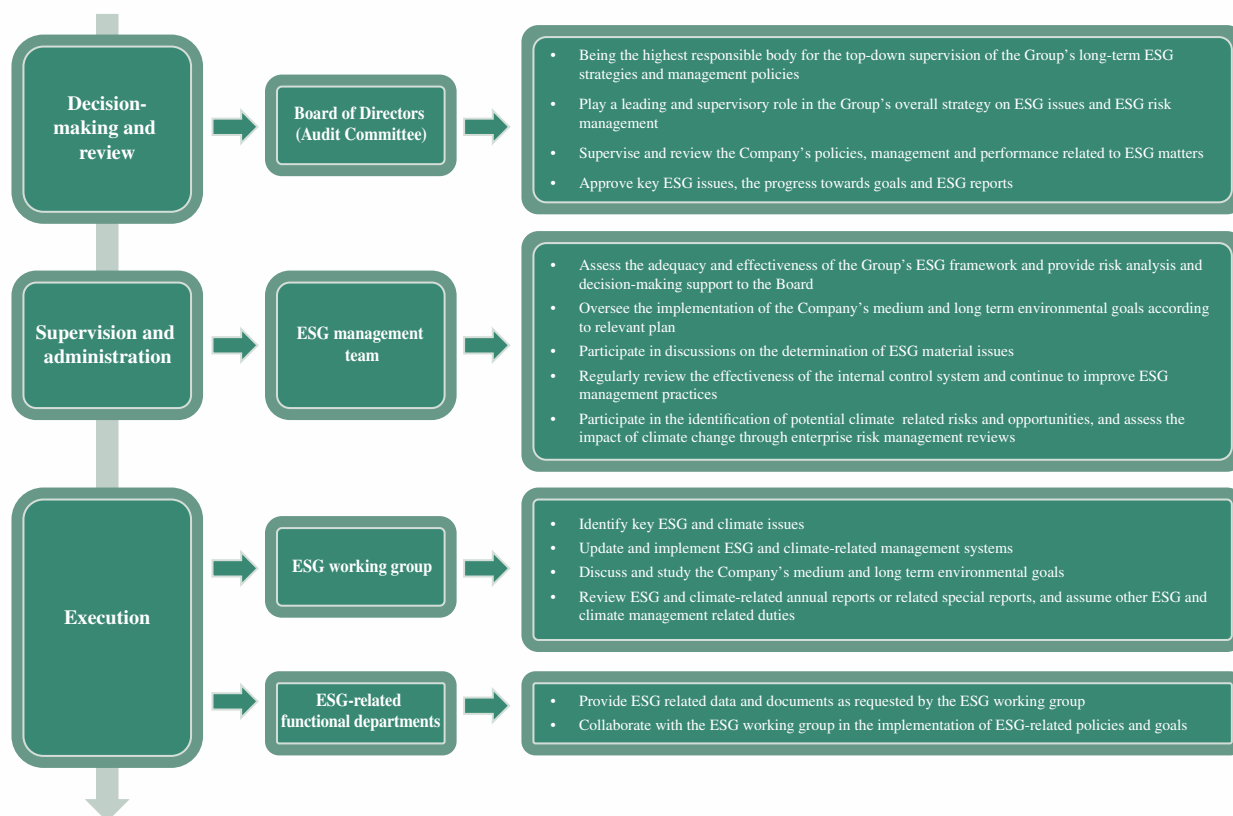 Decision-
making and
review
Board of Directors
(Audit Committee)
• Being the highest responsible body for the top-down supervision of the Group’s long-term ESG
strategies and management policies
• Play a leading and supervisory role in the Group’s overall strategy on ESG issues and ESG risk
management
• Supervise and review the Company’s policies, management and performance related to ESG matters
• Approve key ESG issues, the progress towards goals and ESG reports
Supervision and
administration
ESG management
team
• Assess the adequacy and effectiveness of the Group’s ESG framework and provide risk analysis and
decision-making support to the Board
• Oversee the implementation of the Company’s medium and long term environmental goals according
to relevant plan
• Participate in discussions on the determination of ESG material issues
• Regularly review the effectiveness of the internal control system and continue to improve ESG
management practices
• Participate in the identification of potential climate related risks and opportunities, and assess the
impact of climate change through enterprise risk management reviews
Execution
ESG working group
• Identify key ESG and climate issues
• Update and implement ESG and climate-related management systems
• Discuss and study the Company’s medium and long term environmental goals
• Review ESG and climate-related annual reports or related special reports, and assume other ESG and
climate management related duties
ESG-related
functional departments
• Provide ESG related data and documents as requested by the ESG working group
• Collaborate with the ESG working group in the implementation of ESG-related policies and goals